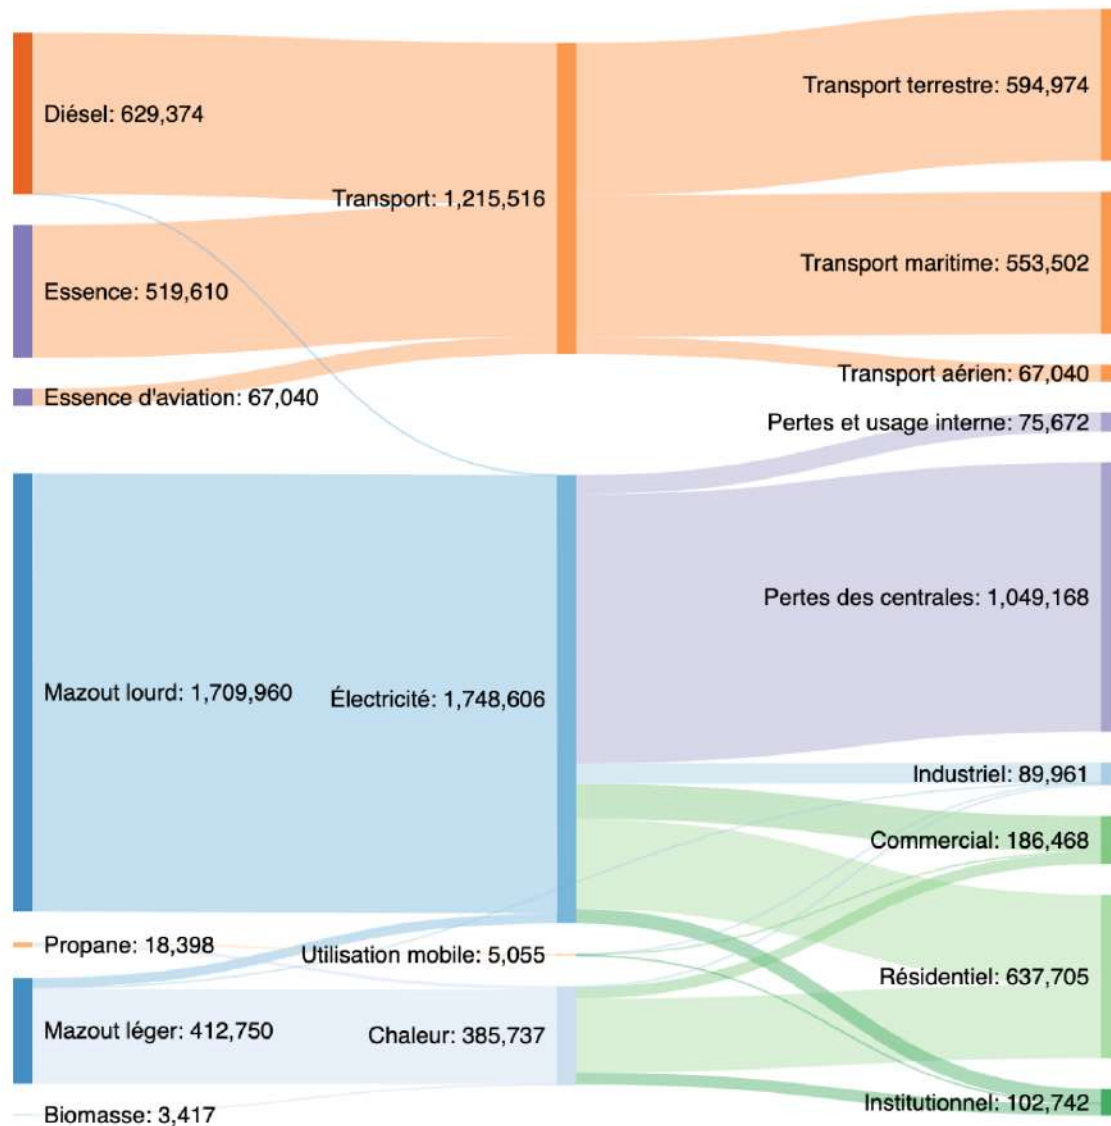 Diésel: 629,374
Essence: 519,610
Essence d'aviation: 67,040
Mazout lourd: 1,709,960
Propane: 18,398
Mazout léger: 412,750
Biomasse: 3,417
Transport: 1,215,516
Électricité: 1,748,606
Utilisation mobile: 5,055
Chaleur: 385,737
Transport terrestre: 594,974
Transport maritime: 553,502
Transport aérien: 67,040
Pertes et usage interne: 75,672
Pertes des centrales: 1,049,168
Industriel: 89,961
Commercial: 186,468
Résidentiel: 637,705
Institutionnel: 102,742